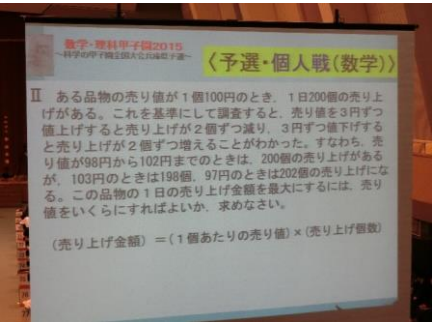 数学・理科甲子園2015
～科学の甲子園全国大会兵庫県予選～
〈予選・個人戦(数学)〉
Ⅱ ある品物の売り値が1個100円のとき、1日200個の売り上
げがある。これを基準にして調査すると、売り値を3円ずつ
値上げすると売り上げが2個ずつ減り、3円ずつ値下げする
と売り上げが2個ずつ増えることがわかった。すなわち、売
り値が98円から102円までのときは、200個の売り上げがある
が、103円のときは198個、97円のときは202個の売り上げにな
る。この品物の1日の売り上げ金額を最大にするには、売り
値をいくらにすればよいか、求めなさい。
(売り上げ金額)＝(1個あたりの売り値)×(売り上げ個数)